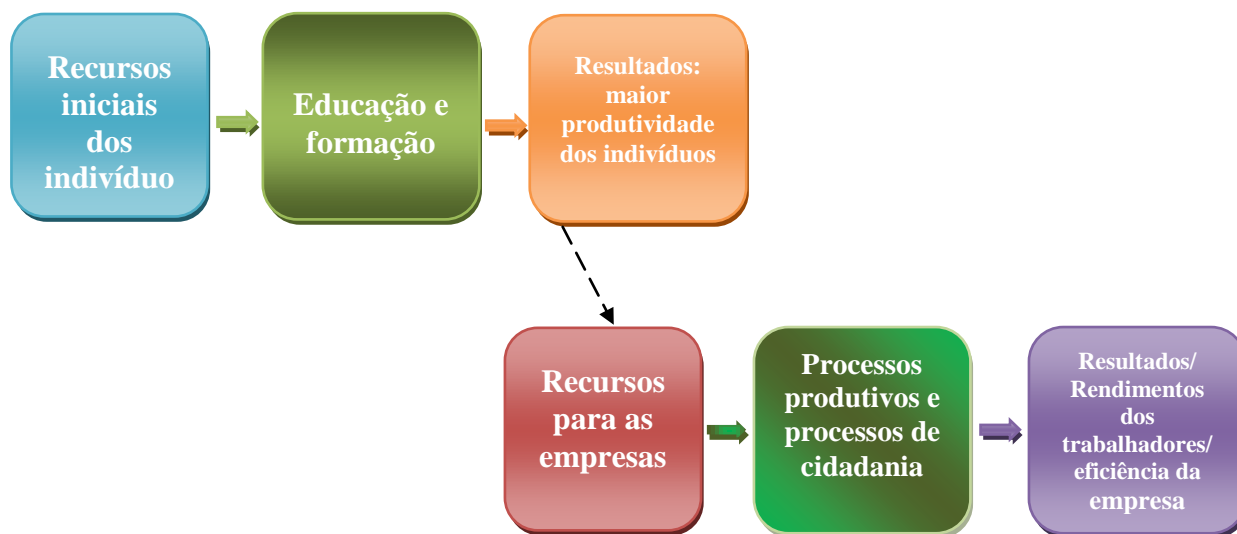 Recursos
iniciais
dos
indivíduo
Educação e
formação
Resultados:
maior
produtividade
dos indivíduos
Recursos
para as
empresas
Processos
produtivos e
processos de
cidadania
Resultados/
Rendimentos
dos
trabalhadores/
eficiência da
empresa